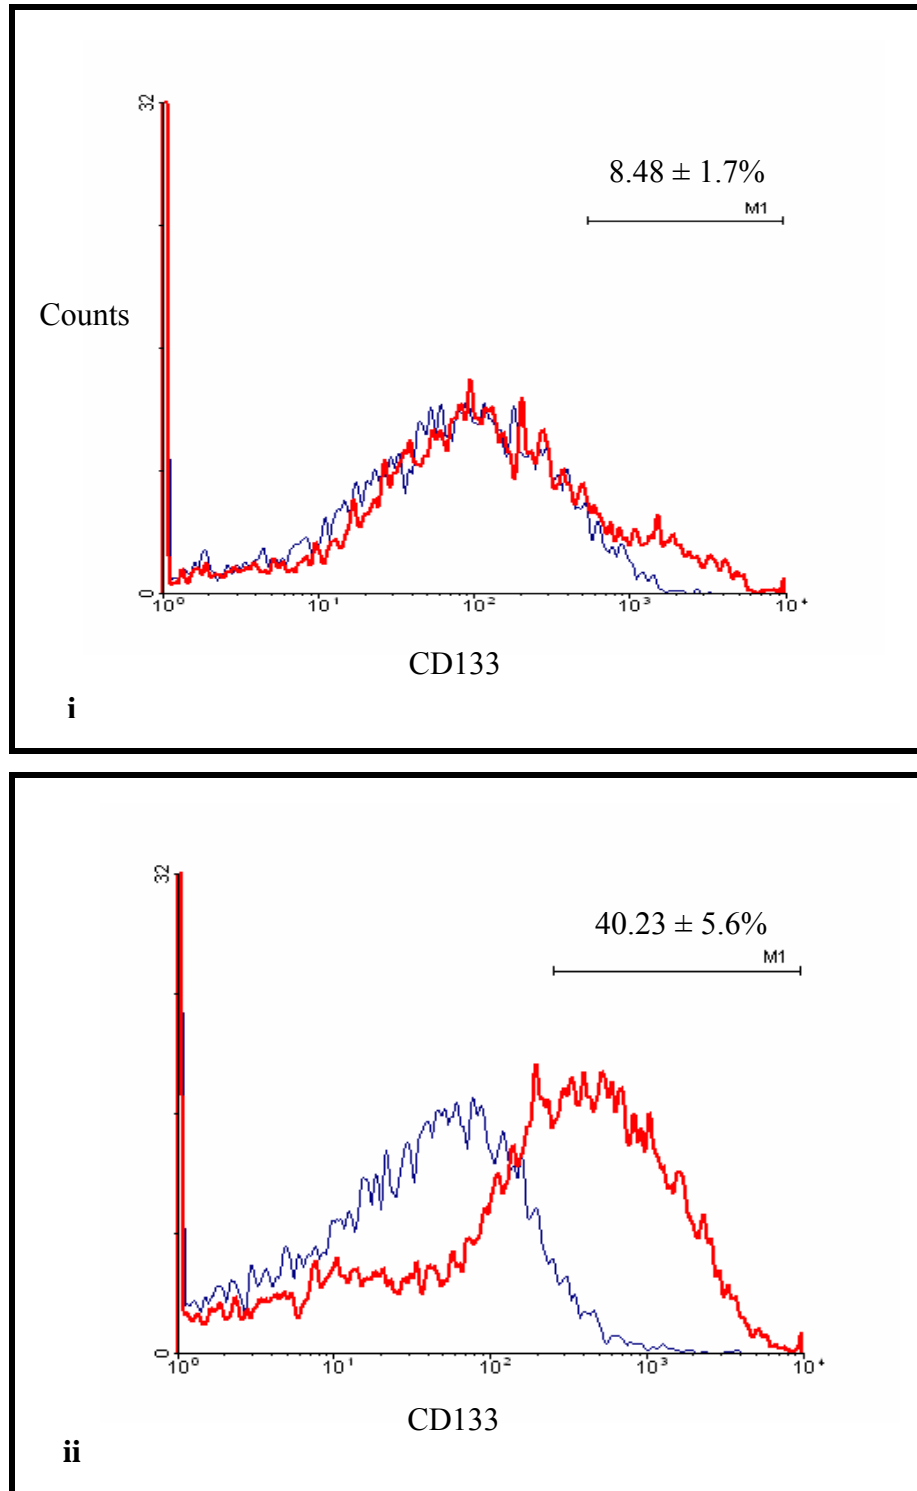 32
8.48 ± 1.7%
M1
Counts
0
10⁰ 10¹ 10² 10³ 10⁴
CD133
i
32
40.23 ± 5.6%
M1
0
10⁰ 10¹ 10² 10³ 10⁴
CD133
ii